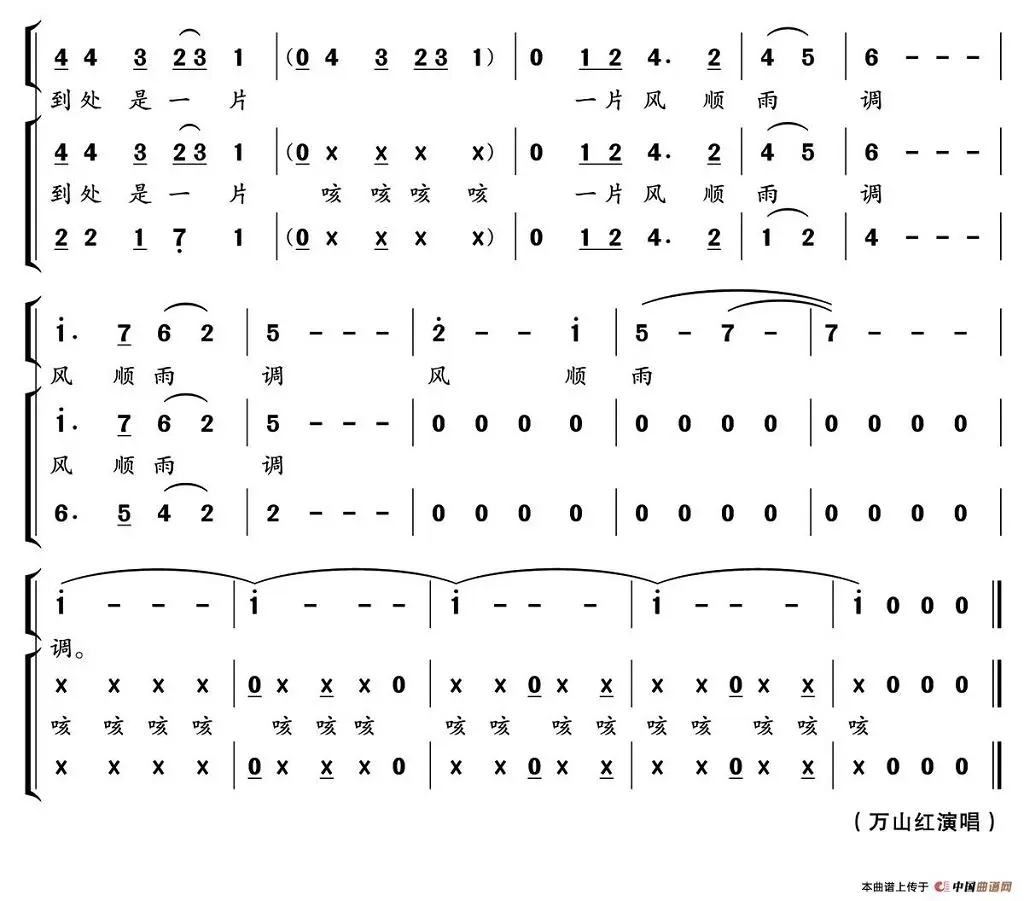 4 4 3 2 3 1 | (0 4 3 2 3 1) | 0 1 2 4. 2 | 4 5 | 6 - - - |
到处是一片 一片风顺雨调
4 4 3 2 3 1 | (0 x x x x) | 0 1 2 4. 2 | 4 5 | 6 - - - |
到处是一片 咳咳咳咳 一片风顺雨调
2 2 1 7 1 | (0 x x x x) | 0 1 2 4. 2 | 1 2 | 4 - - - |
1. 7 6 2 | 5 - - - | 2 - - 1 | 5 - 7 - | 7 - - - |
风顺雨调 风顺雨
1. 7 6 2 | 5 - - - | 0 0 0 0 | 0 0 0 0 | 0 0 0 0 |
风顺雨调
6. 5 4 2 | 2 - - - | 0 0 0 0 | 0 0 0 0 | 0 0 0 0 |
1 - - - | 1 - - - | 1 - - - | 1 - - - | 1 0 0 0 ‖
调。
x x x x | 0 x x x 0 | x x 0 x x | x x 0 x x | x 0 0 0 ‖
咳咳咳咳 咳咳咳 咳咳 咳咳 咳咳 咳咳 咳
x x x x | 0 x x x 0 | x x 0 x x | x x 0 x x | x 0 0 0 ‖
(万山红演唱)
本曲谱上传于 中国曲谱网